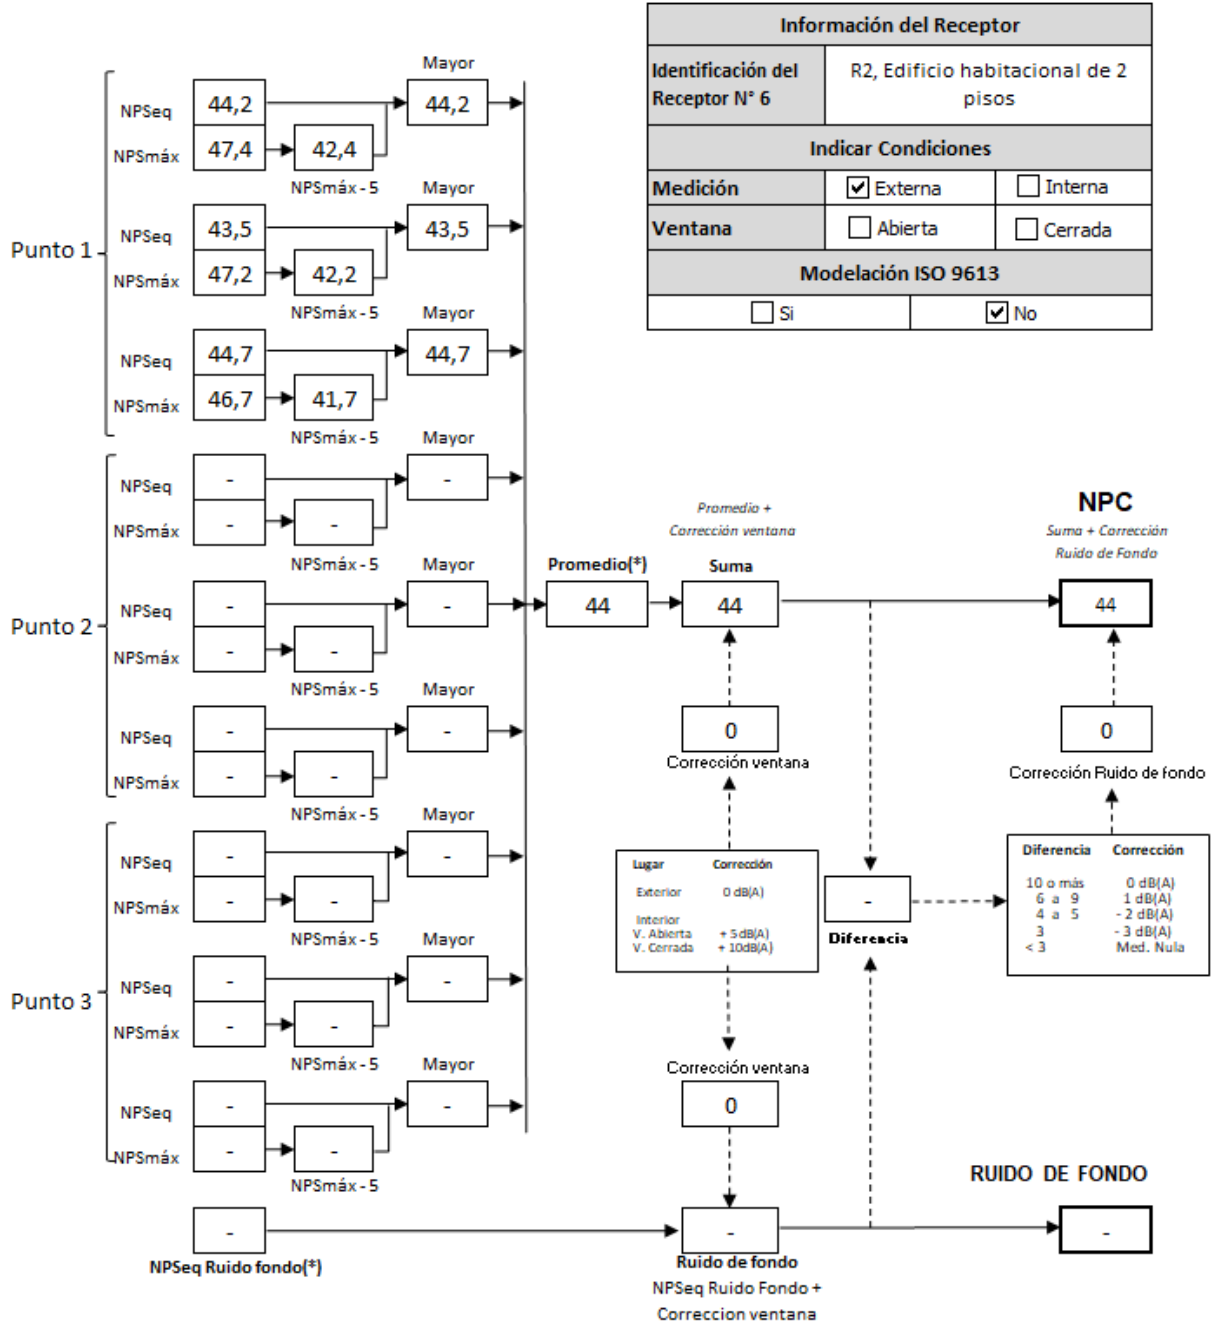 Información del Receptor
Identificación del
Receptor N° 6
R2, Edificio habitacional de 2
pisos
Indicar Condiciones
Medición
Externa
Interna
Ventana
Abierta
Cerrada
Modelación ISO 9613
Si
No
Punto 1
Mayor
NPSeq
44,2
44,2
NPSmáx
47,4
42,4
NPSmáx - 5
Mayor
NPSeq
43,5
43,5
NPSmáx
47,2
42,2
NPSmáx - 5
Mayor
NPSeq
44,7
44,7
NPSmáx
46,7
41,7
NPSmáx - 5
Punto 2
Mayor
NPSeq
-
-
NPSmáx
-
-
NPSmáx - 5
Mayor
NPSeq
-
-
NPSmáx
-
-
NPSmáx - 5
Mayor
NPSeq
-
-
NPSmáx
-
-
NPSmáx - 5
Punto 3
Mayor
NPSeq
-
-
NPSmáx
-
-
NPSmáx - 5
Mayor
NPSeq
-
-
NPSmáx
-
-
NPSmáx - 5
Mayor
NPSeq
-
-
NPSmáx
-
-
NPSmáx - 5
-
NPSeq Ruido fondo(*)
Promedio(*)
44
Promedio +
Corrección ventana
Suma
44
0
Corrección ventana
Lugar Corrección
Exterior 0 dB(A)
Interior
V. Abierta + 5 dB(A)
V. Cerrada + 10dB(A)
Corrección ventana
0
-
Ruido de fondo
NPSeq Ruido Fondo +
Correccion ventana
-
Diferencia
NPC
Suma + Corrección
Ruido de Fondo
44
0
Corrección Ruido de fondo
Diferencia Corrección
10 o más 0 dB(A)
6 a 9 1 dB(A)
4 a 5 - 2 dB(A)
3 - 3 dB(A)
< 3 Med. Nula
RUIDO DE FONDO
-